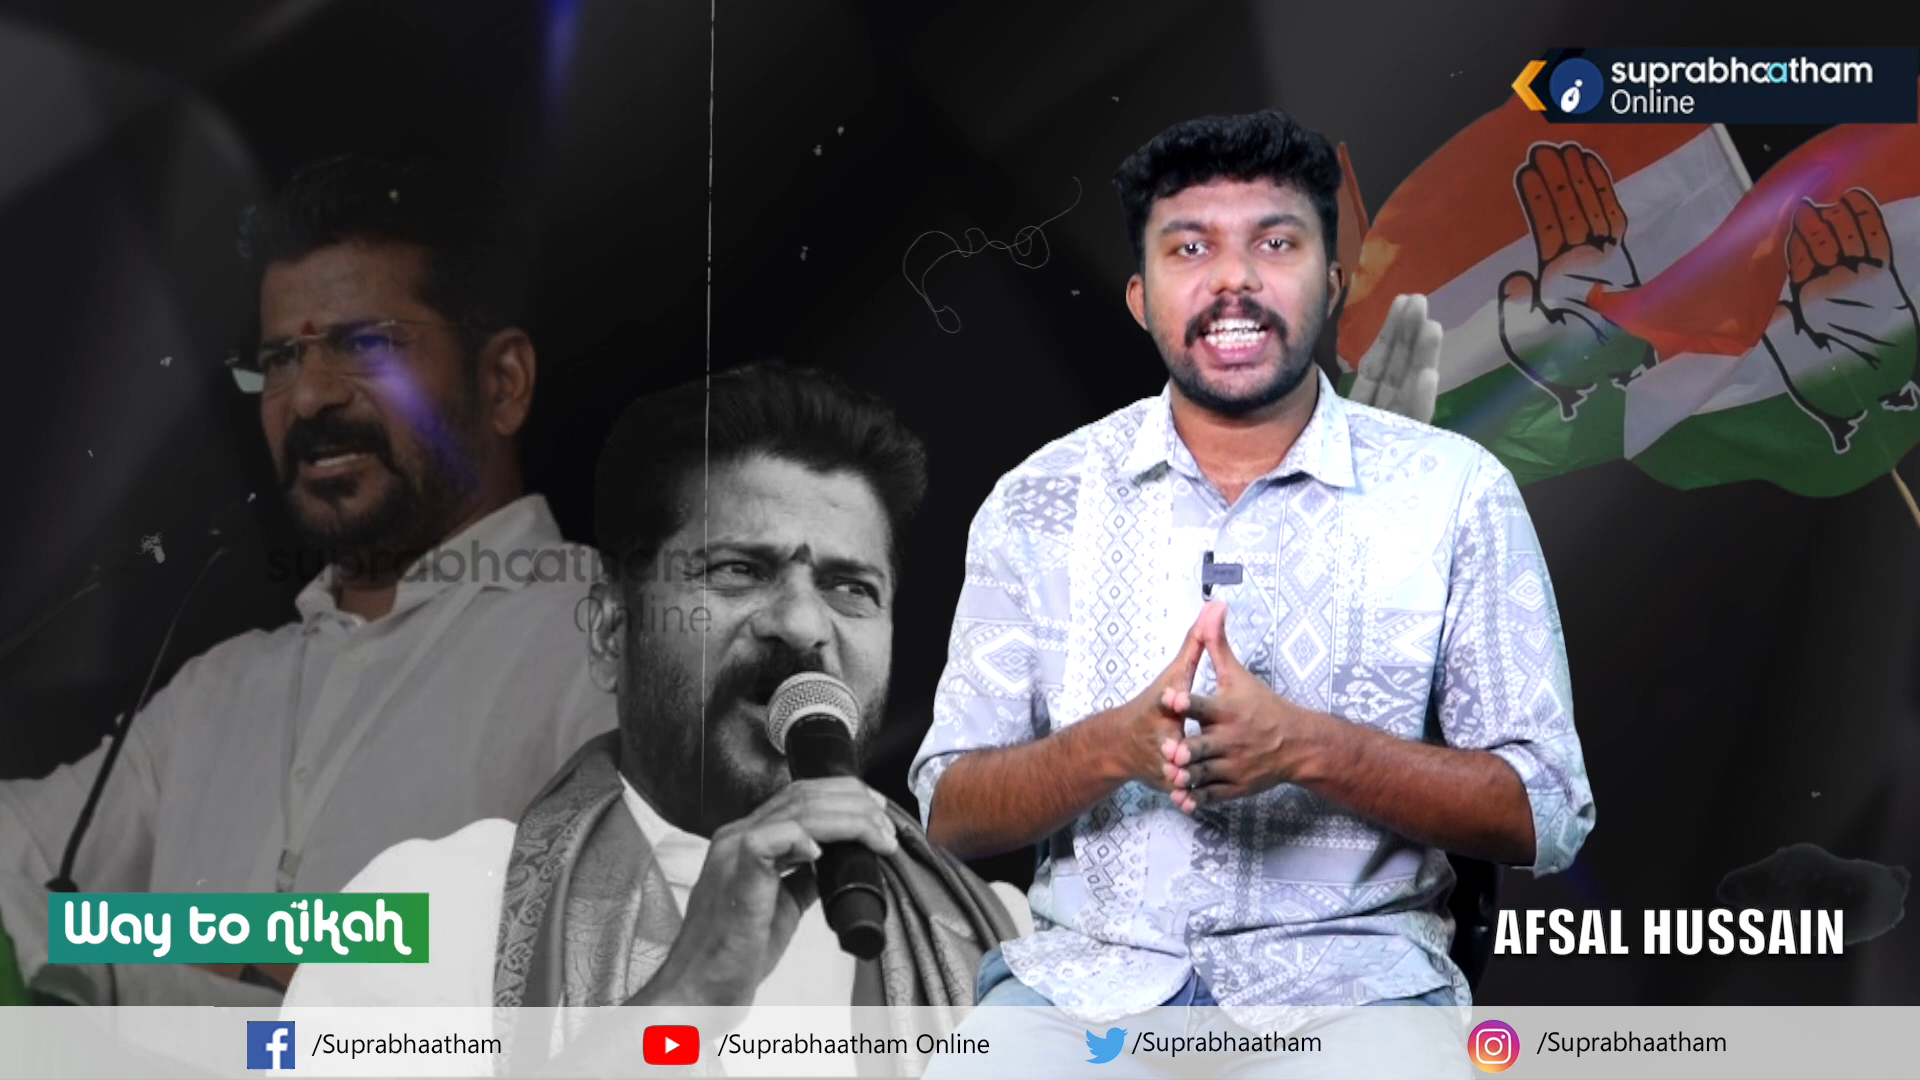 suprabhaatham
Online
suprabhaatham
Online
Way to nikah
AFSAL HUSSAIN
/Suprabhaatham
/Suprabhaatham Online
/Suprabhaatham
/Suprabhaatham